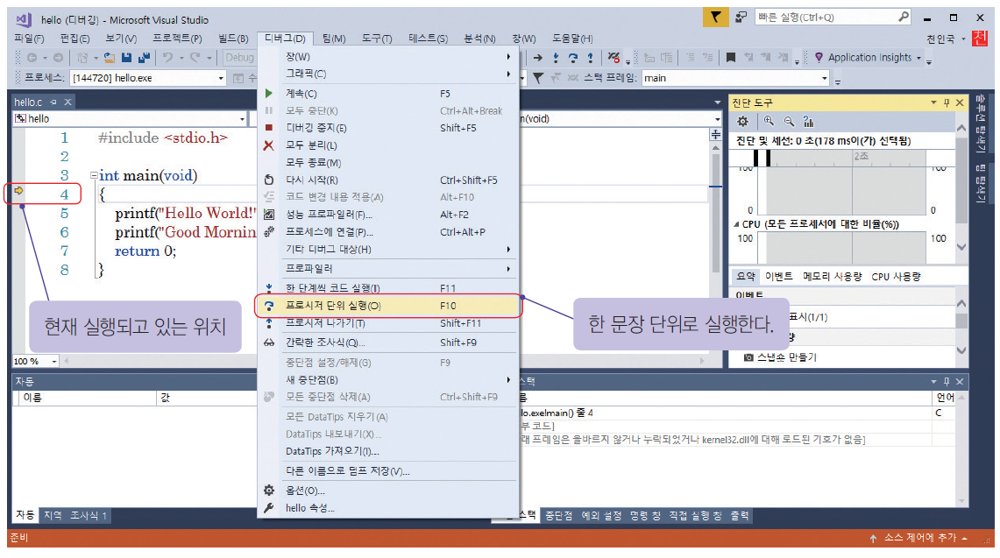 hello (디버깅) - Microsoft Visual Studio
빠른 실행(Ctrl+Q)
파일(F) 편집(E) 보기(V) 프로젝트(P) 빌드(B) 디버그(D) 팀(M) 도구(T) 테스트(S) 분석(N) 창(W) 도움말(H)
천인국
천
Debug
Application Insights
프로세스: [144720] hello.exe
스택 프레임: main
hello.c
hello
(void)
1 #include <stdio.h>
2
3 int main(void)
4 {
5 printf("Hello World!"
6 printf("Good Mornin
7 return 0;
8 }
현재 실행되고 있는 위치
100 %
창(W)
그래픽(C)
계속(C) F5
모두 중단(K) Ctrl+Alt+Break
디버깅 중지(E) Shift+F5
모두 분리(L)
모두 종료(M)
다시 시작(R) Ctrl+Shift+F5
코드 변경 내용 적용(A) Alt+F10
성능 프로파일러(F)... Alt+F2
프로세스에 연결(P)... Ctrl+Alt+P
기타 디버그 대상(H)
프로파일러
한 단계씩 코드 실행(I) F11
프로시저 단위 실행(O) F10
프로시저 나가기(T) Shift+F11
간략한 조사식(Q)... Shift+F9
중단점 설정/해제(G) F9
새 중단점(B)
모든 중단점 삭제(A) Ctrl+Shift+F9
모든 DataTips 지우기(A)
DataTips 내보내기(X)...
DataTips 가져오기(I)...
다른 이름으로 덤프 저장(V)...
옵션(O)...
hello 속성...
한 문장 단위로 실행한다.
진단 도구
진단 및 세션: 0 초(178 ms이(가) 선택됨)
2초
100 100
0 0
CPU (모든 프로세서에 대한 비율(%))
100 100
요약 이벤트 메모리 사용량 CPU 사용량
이벤트
표시(1/1)
량
스냅숏 만들기
솔루션 탐색기
팀 탐색기
자동
이름 값
자동 지역 조사식 1
스택
언어
lo.exe!main() 줄 4 C
부 코드]
래 프레임은 올바르지 않거나 누락되었거나 kernel32.dll에 대해 로드된 기호가 없음]
스택 중단점 예외 설정 명령 창 직접 실행 창 출력
준비
소스 제어에 추가